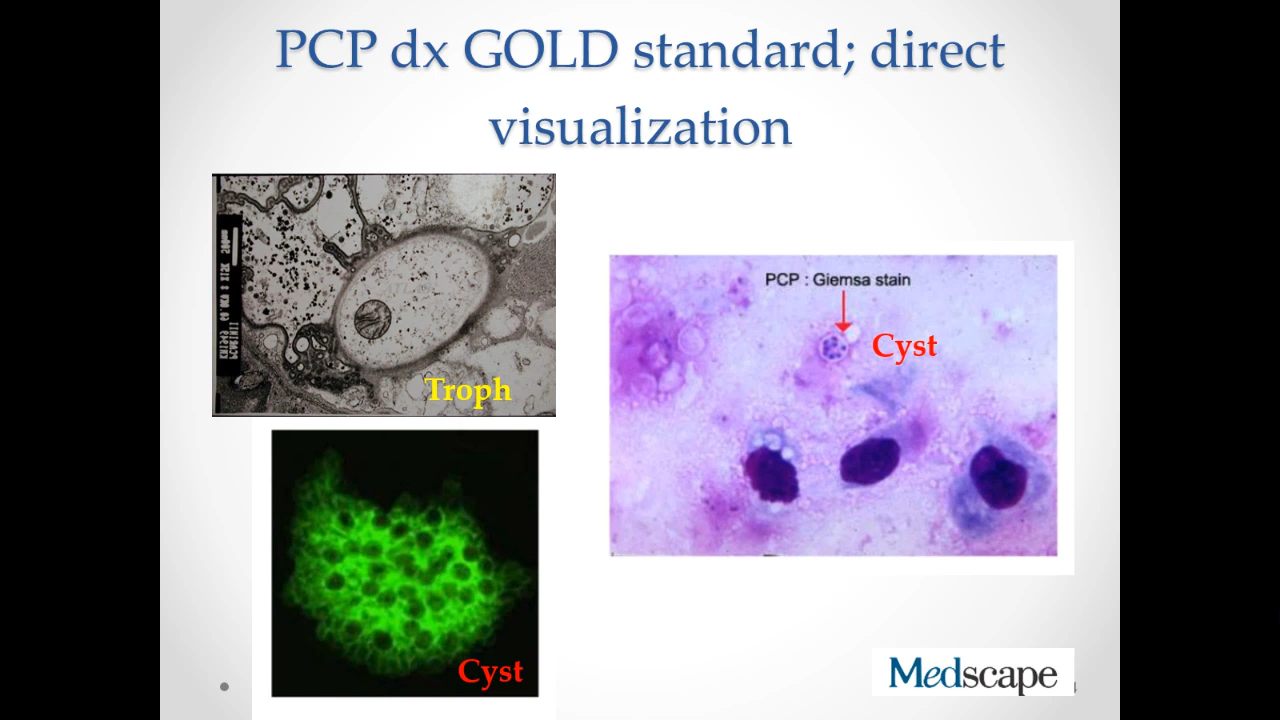 PCP dx GOLD standard; direct
visualization
Troph
PCP : Giemsa stain
Cyst
Cyst
Medscape